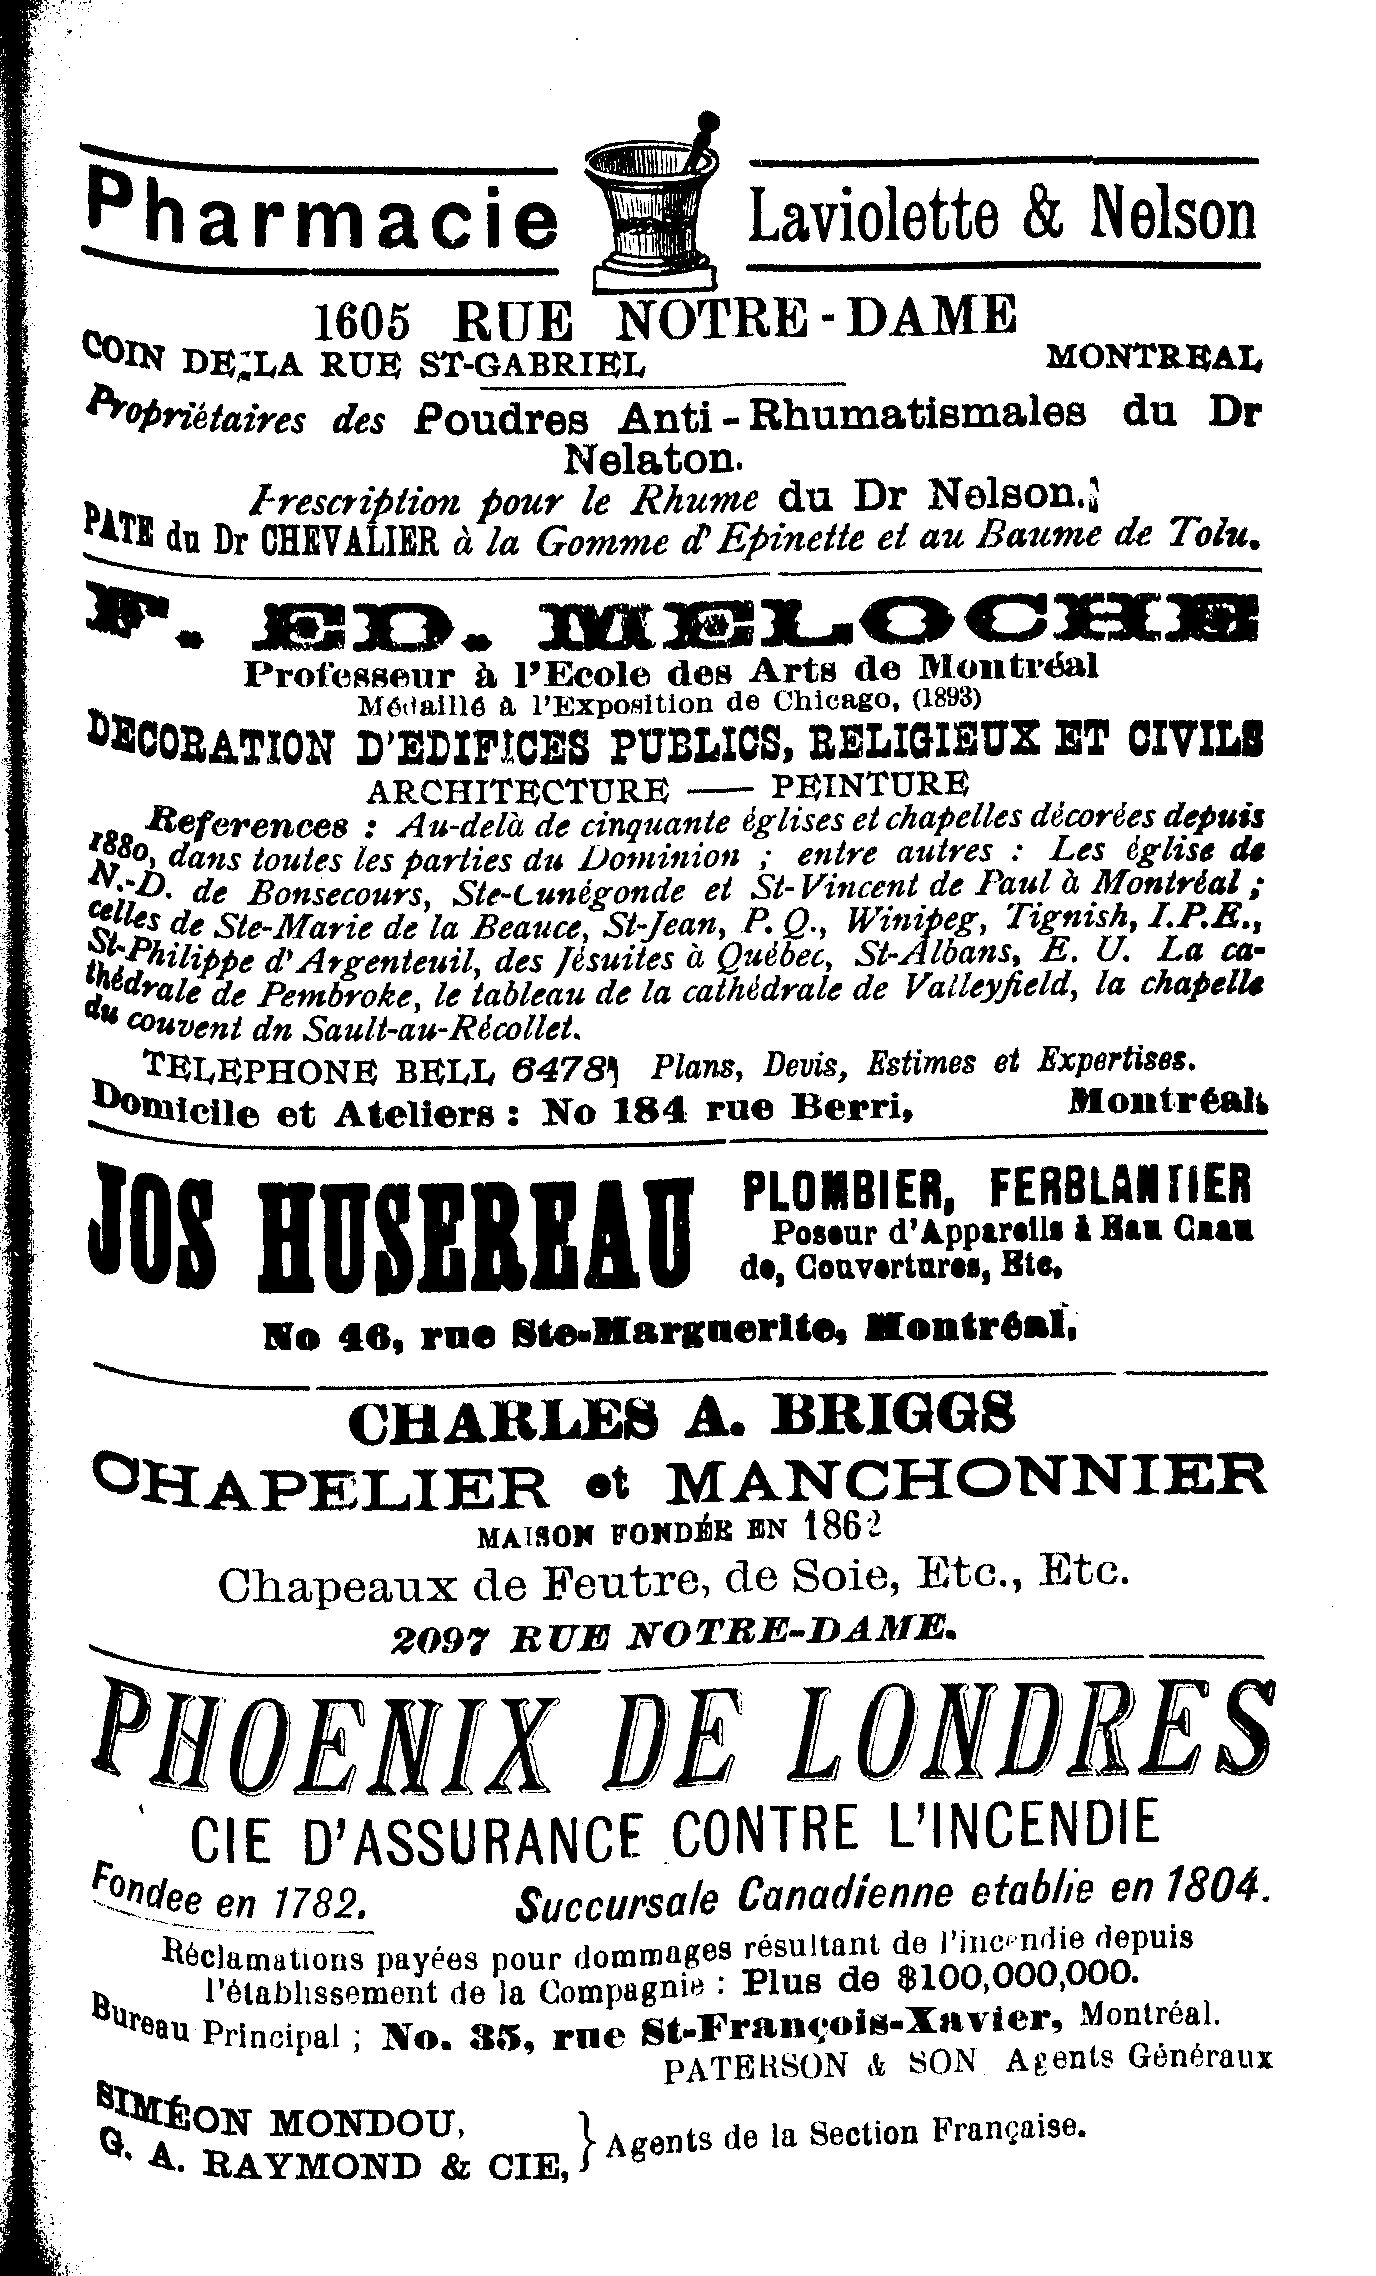 Pharmacie Laviolette & Nelson
1605 RUE NOTRE-DAME
COIN DE LA RUE ST-GABRIEL MONTREAL
Propriétaires des Poudres Anti-Rhumatismales du Dr
Nelaton.
Prescription pour le Rhume du Dr Nelson.
PATE du Dr CHEVALIER à la Gomme d'Epinette et au Baume de Tolu.
F. ED. MELOCHE
Professeur à l'Ecole des Arts de Montréal
Médaillé à l'Exposition de Chicago, (1893)
DECORATION D'EDIFICES PUBLICS, RELIGIEUX ET CIVILS
ARCHITECTURE — PEINTURE
References : Au-delà de cinquante églises et chapelles décorées depuis
1880, dans toutes les parties du Dominion ; entre autres : Les église de
N.-D. de Bonsecours, Ste-Cunégonde et St-Vincent de Paul à Montréal ;
celles de Ste-Marie de la Beauce, St-Jean, P. Q., Winipeg, Tignish, I.P.E.,
St-Philippe d'Argenteuil, des Jésuites à Québec, St-Albans, E. U. La ca-
thédrale de Pembroke, le tableau de la cathédrale de Valleyfield, la chapelle
du couvent dn Sault-au-Récollet.
TELEPHONE BELL 6478 Plans, Devis, Estimes et Expertises.
Domicile et Ateliers : No 184 rue Berri, Montréal.
JOS HUSEREAU PLOMBIER, FERBLANTIER
Poseur d'Appareils à Eau Chau
de, Couvertures, Etc,
No 46, rue Ste-Marguerite, Montréal,
CHARLES A. BRIGGS
CHAPELIER et MANCHONNIER
MAISON FONDÉE EN 1862
Chapeaux de Feutre, de Soie, Etc., Etc.
2097 RUE NOTRE-DAME.
PHOENIX DE LONDRES
CIE D'ASSURANCE CONTRE L'INCENDIE
Fondee en 1782. Succursale Canadienne etablie en 1804.
Réclamations payées pour dommages résultant de l'incendie depuis
l'établissement de la Compagnie : Plus de $100,000,000.
Bureau Principal ; No. 35, rue St-François-Xavier, Montréal.
PATERSON & SON Agents Généraux
SIMÉON MONDOU,
G. A. RAYMOND & CIE, } Agents de la Section Française.